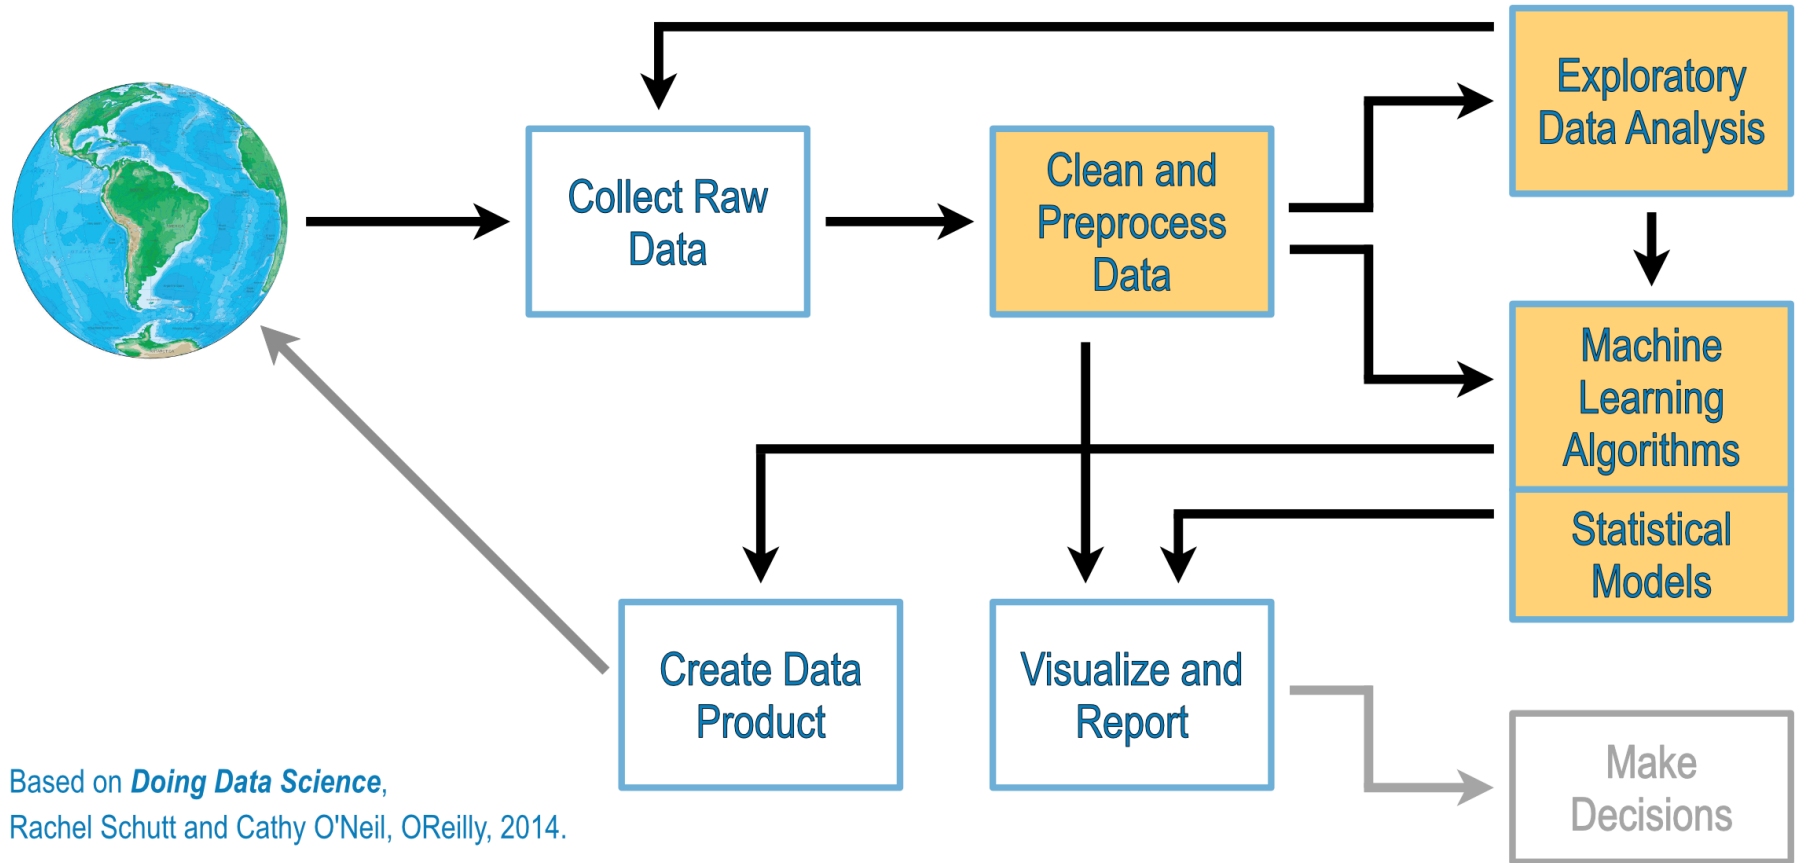 Exploratory
Data Analysis
Collect Raw
Data
Clean and
Preprocess
Data
Machine
Learning
Algorithms
Statistical
Models
Create Data
Product
Visualize and
Report
Make
Decisions
Based on Doing Data Science,
Rachel Schutt and Cathy O'Neil, OReilly, 2014.